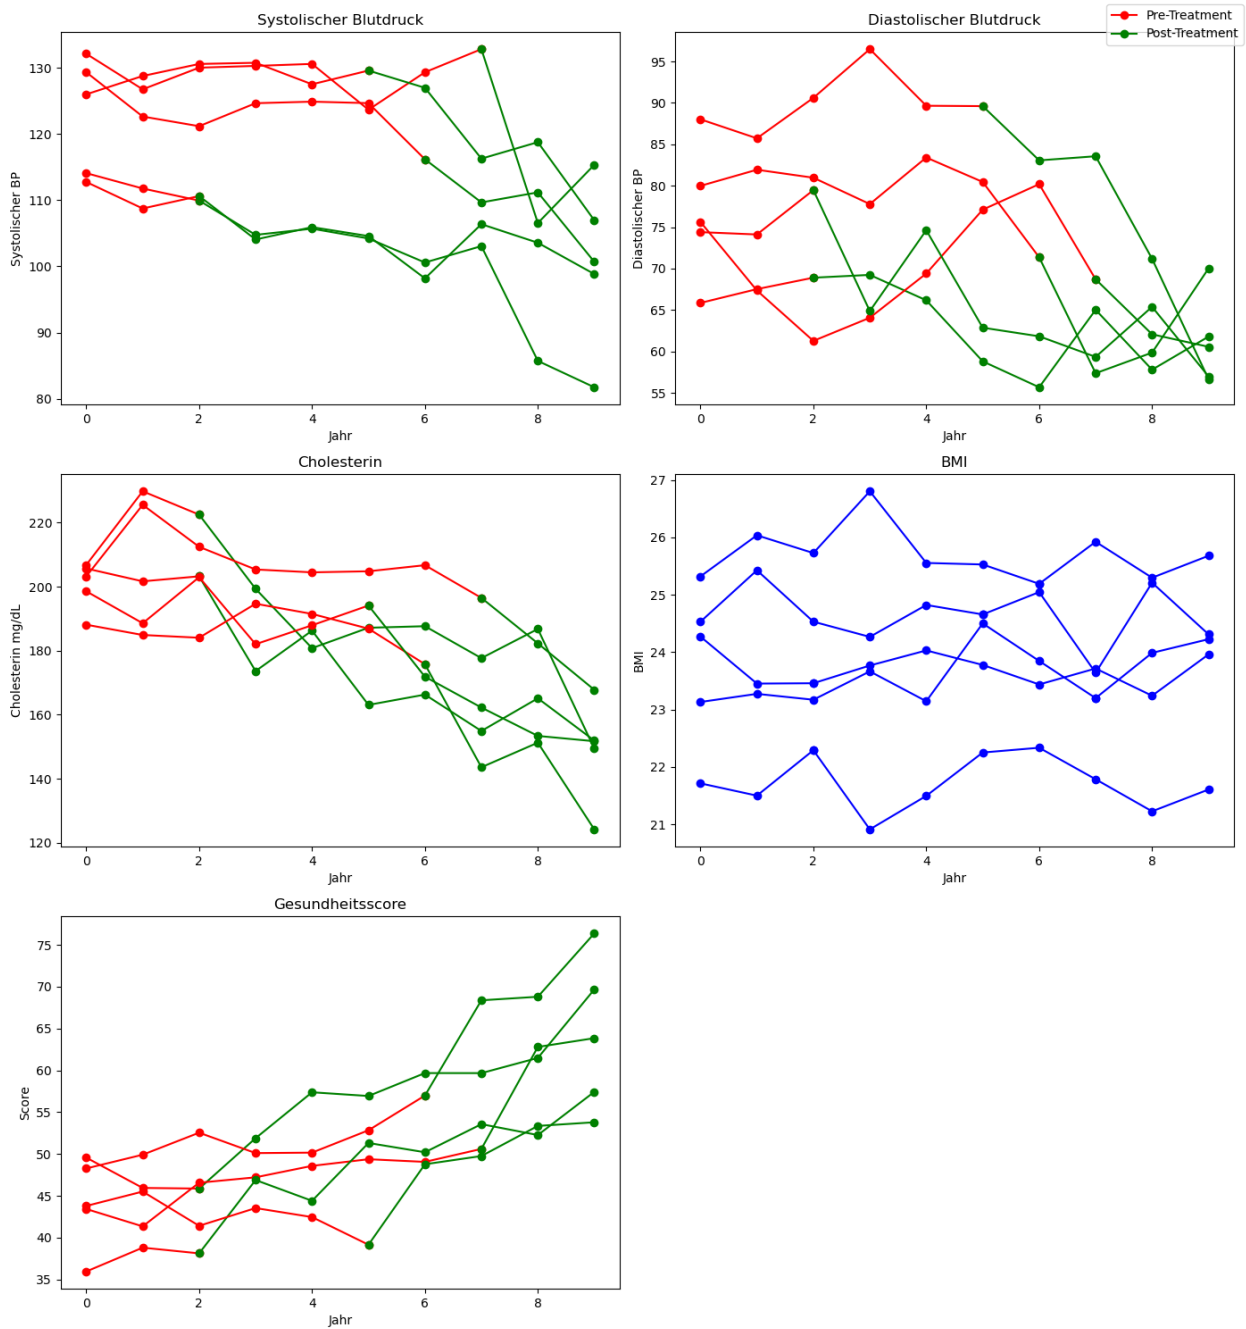 Systolischer Blutdruck
Systolischer BP
130
120
110
100
90
80
0 2 4 6 8
Jahr
Diastolischer Blutdruck
Pre-Treatment
Post-Treatment
Diastolischer BP
95
90
85
80
75
70
65
60
55
0 2 4 6 8
Jahr
Cholesterin
Cholesterin mg/dL
220
200
180
160
140
120
0 2 4 6 8
Jahr
BMI
BMI
27
26
25
24
23
22
21
0 2 4 6 8
Jahr
Gesundheitsscore
Score
75
70
65
60
55
50
45
40
35
0 2 4 6 8
Jahr